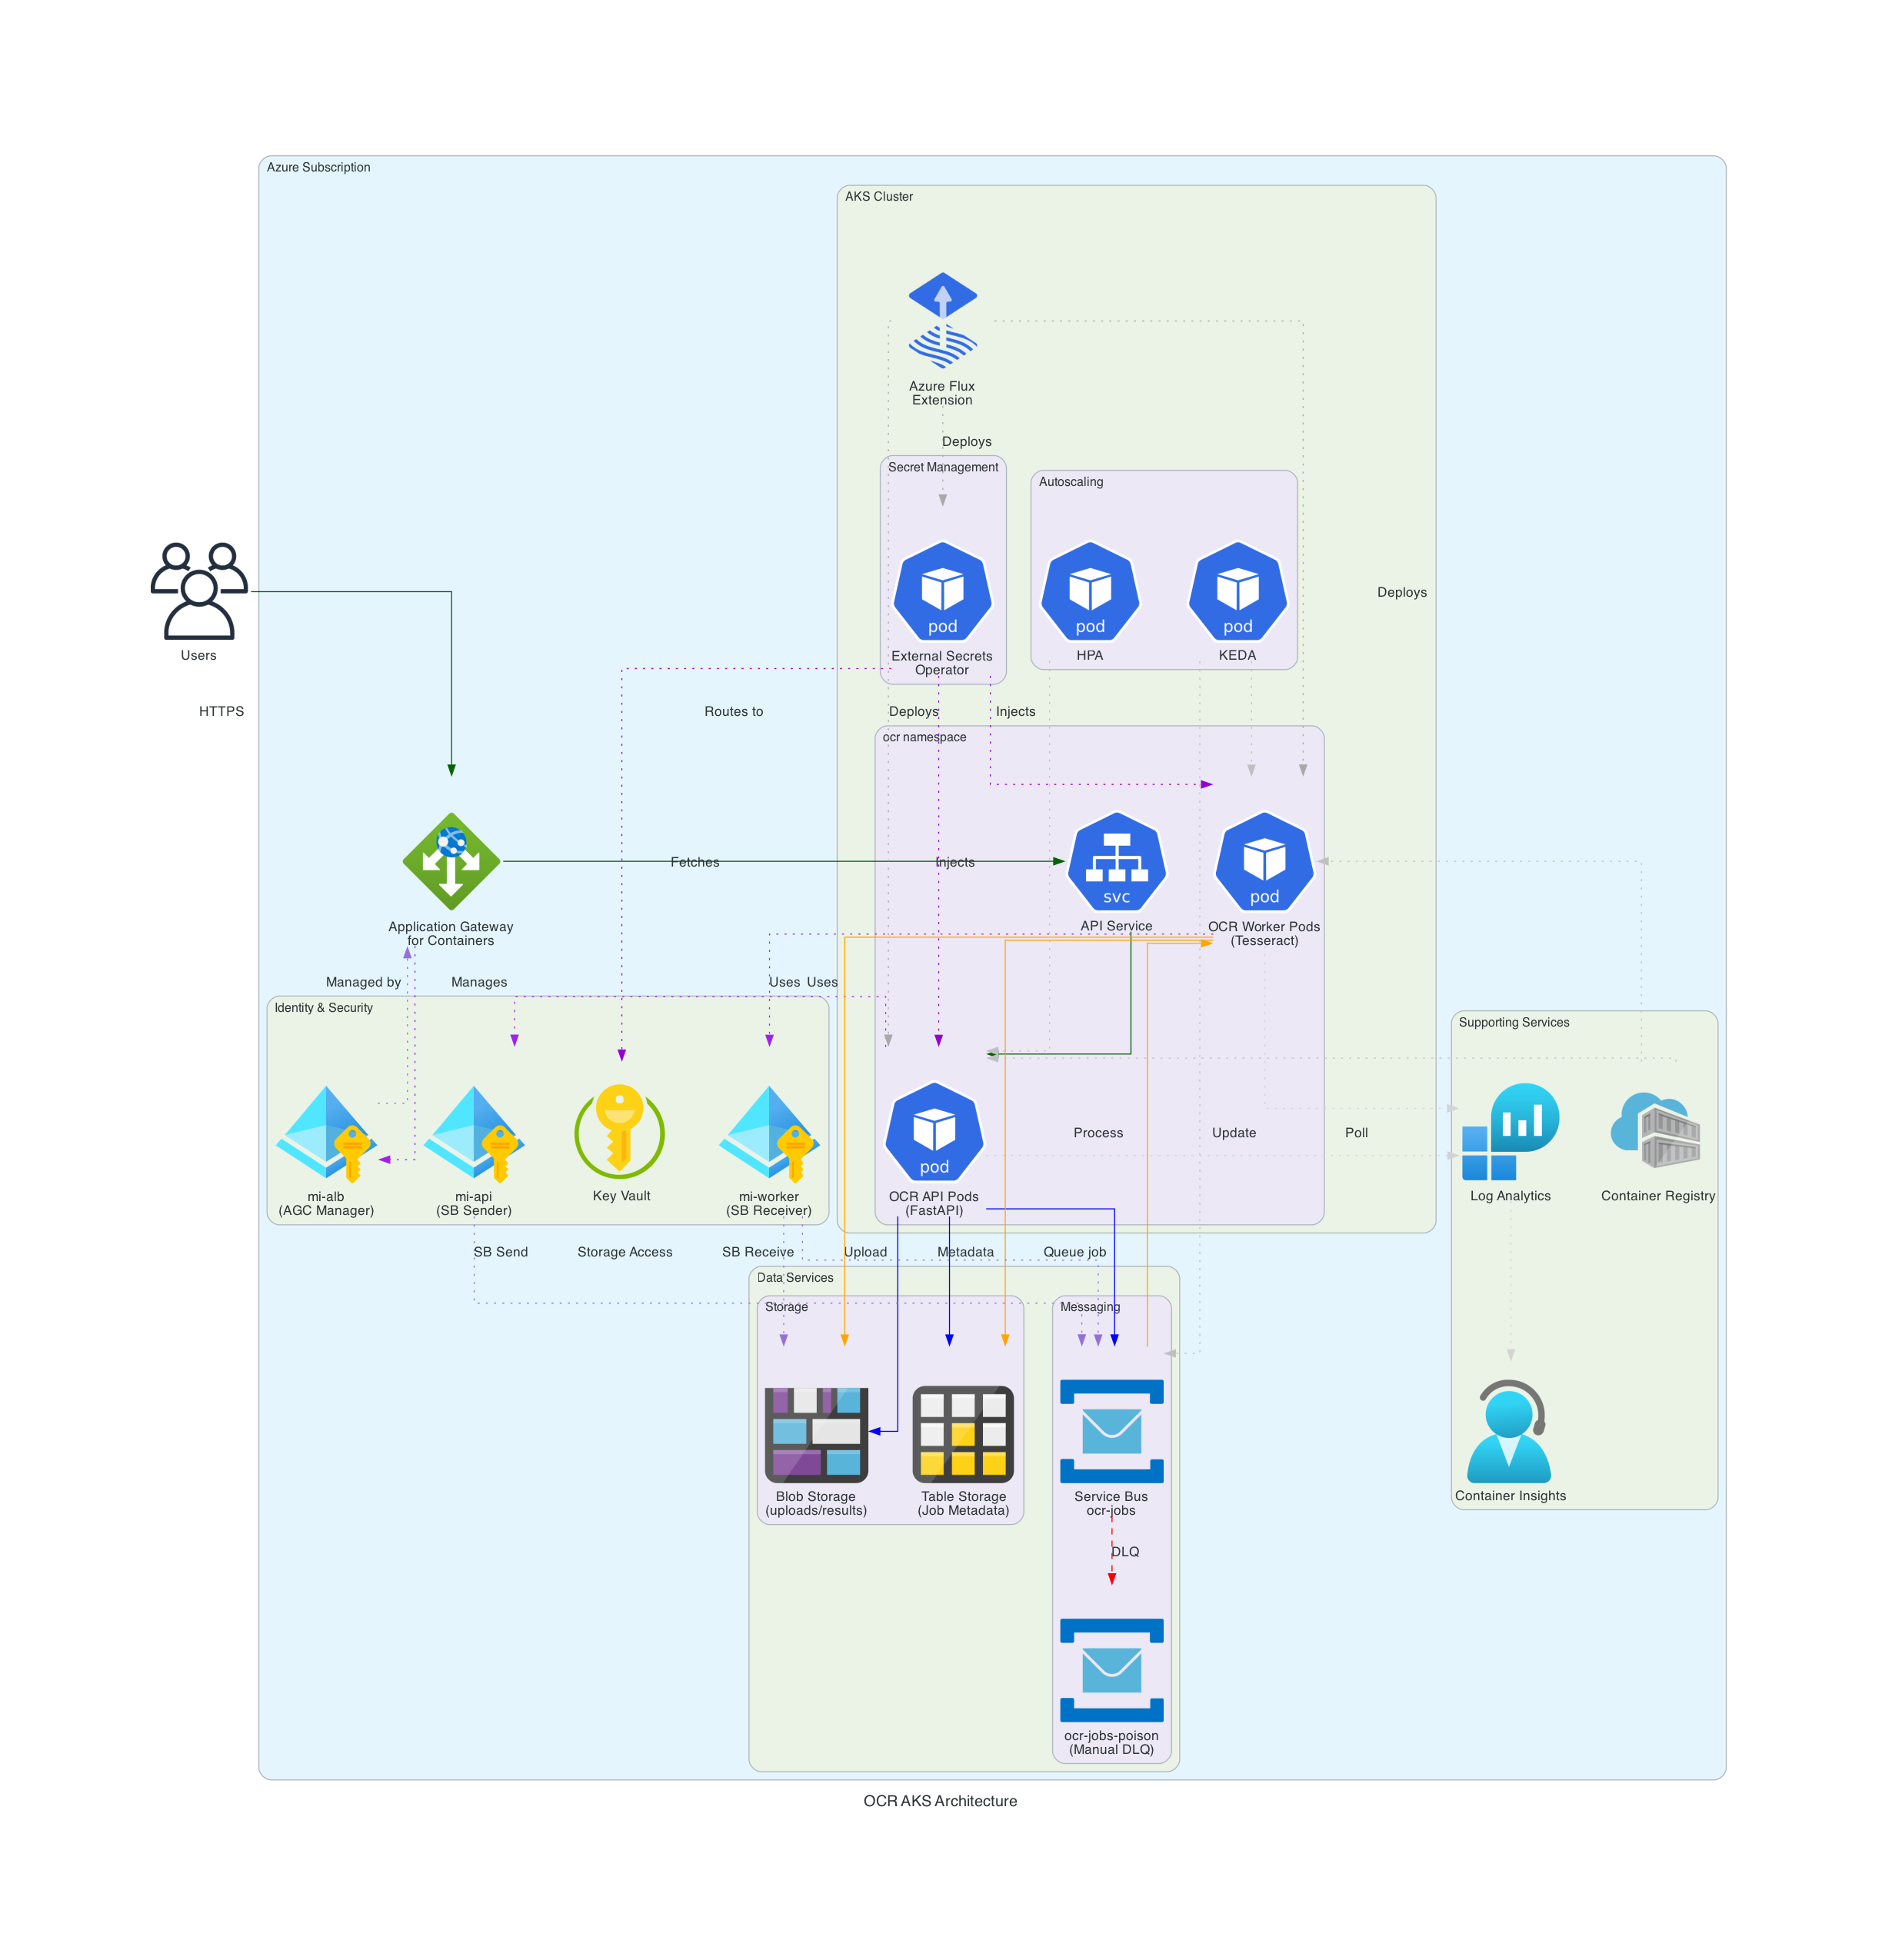 Azure Subscription
AKS Cluster
Azure Flux
Extension
Deploys
Secret Management
Autoscaling
Deploys
pod
pod
pod
Users
External Secrets
Operator
HPA
KEDA
HTTPS
Routes to
Deploys
Injects
ocr namespace
Fetches
Injects
svc
pod
Application Gateway
for Containers
API Service
OCR Worker Pods
(Tesseract)
Managed by
Manages
Uses
Uses
Identity & Security
Supporting Services
Process
Update
Poll
pod
mi-alb
(AGC Manager)
mi-api
(SB Sender)
Key Vault
mi-worker
(SB Receiver)
OCR API Pods
(FastAPI)
Log Analytics
Container Registry
SB Send
Storage Access
SB Receive
Upload
Metadata
Queue job
Data Services
Storage
Messaging
Blob Storage
(uploads/results)
Table Storage
(Job Metadata)
Service Bus
ocr-jobs
Container Insights
DLQ
ocr-jobs-poison
(Manual DLQ)
OCR AKS Architecture